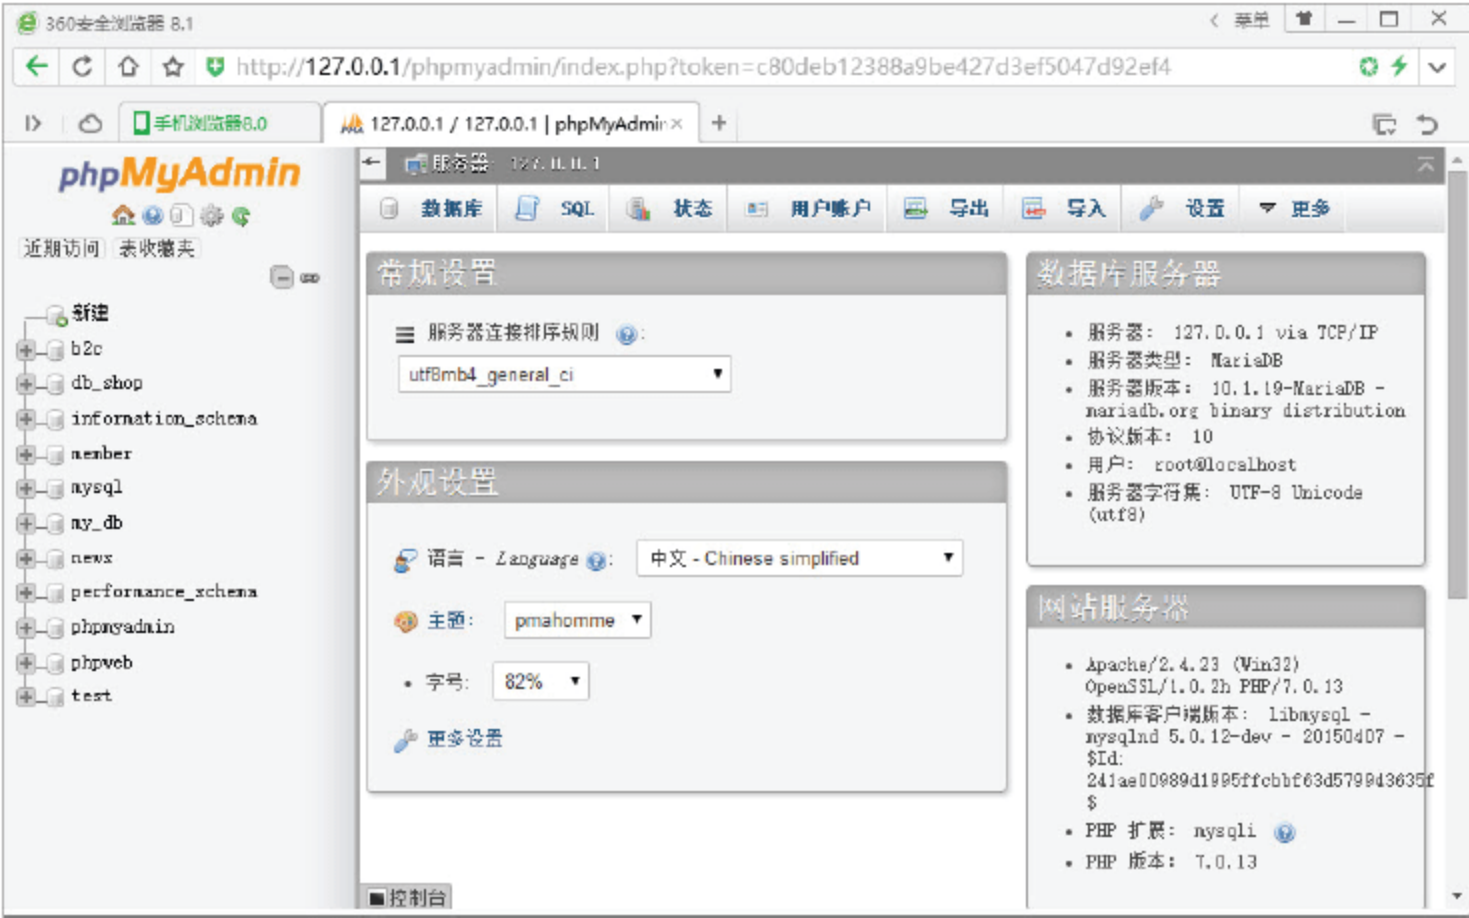 360安全浏览器 8.1
菜单
http://127.0.0.1/phpmyadmin/index.php?token=c80deb12388a9be427d3ef5047d92ef4
手机浏览器8.0
127.0.0.1 / 127.0.0.1 | phpMyAdmin
phpMyAdmin
近期访问 表收藏夹
新建
b2c
db_shop
information_schema
member
mysql
my_db
news
performance_schema
phpmyadmin
phpweb
test
服务器: 127.0.0.1
数据库 SQL 状态 用户账户 导出 导入 设置 更多
常规设置
服务器连接排序规则 :
utf8mb4_general_ci
外观设置
语言 - Language : 中文 - Chinese simplified
主题: pmahomme
字号: 82%
更多设置
控制台
数据库服务器
服务器: 127.0.0.1 via TCP/IP
服务器类型: MariaDB
服务器版本: 10.1.19-MariaDB -
mariadb.org binary distribution
协议版本: 10
用户: root@localhost
服务器字符集: UTF-8 Unicode
(utf8)
网站服务器
Apache/2.4.23 (Win32)
OpenSSL/1.0.2h PHP/7.0.13
数据库客户端版本: libmysql -
mysqlnd 5.0.12-dev - 20150407 -
$Id:
241ae00989d1995ffcbbf63d579943635f
$
PHP 扩展: mysqli
PHP 版本: 7.0.13